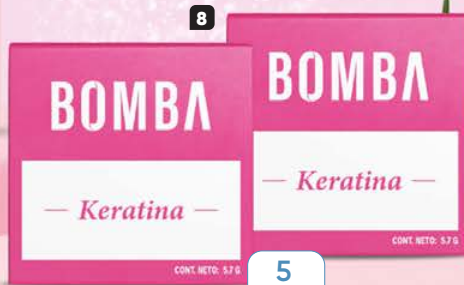 8
BOMBA
— Keratina —
CONT. NETO: 5.7 G
BOMBA
— Keratina —
CONT. NETO: 5.7 G
5